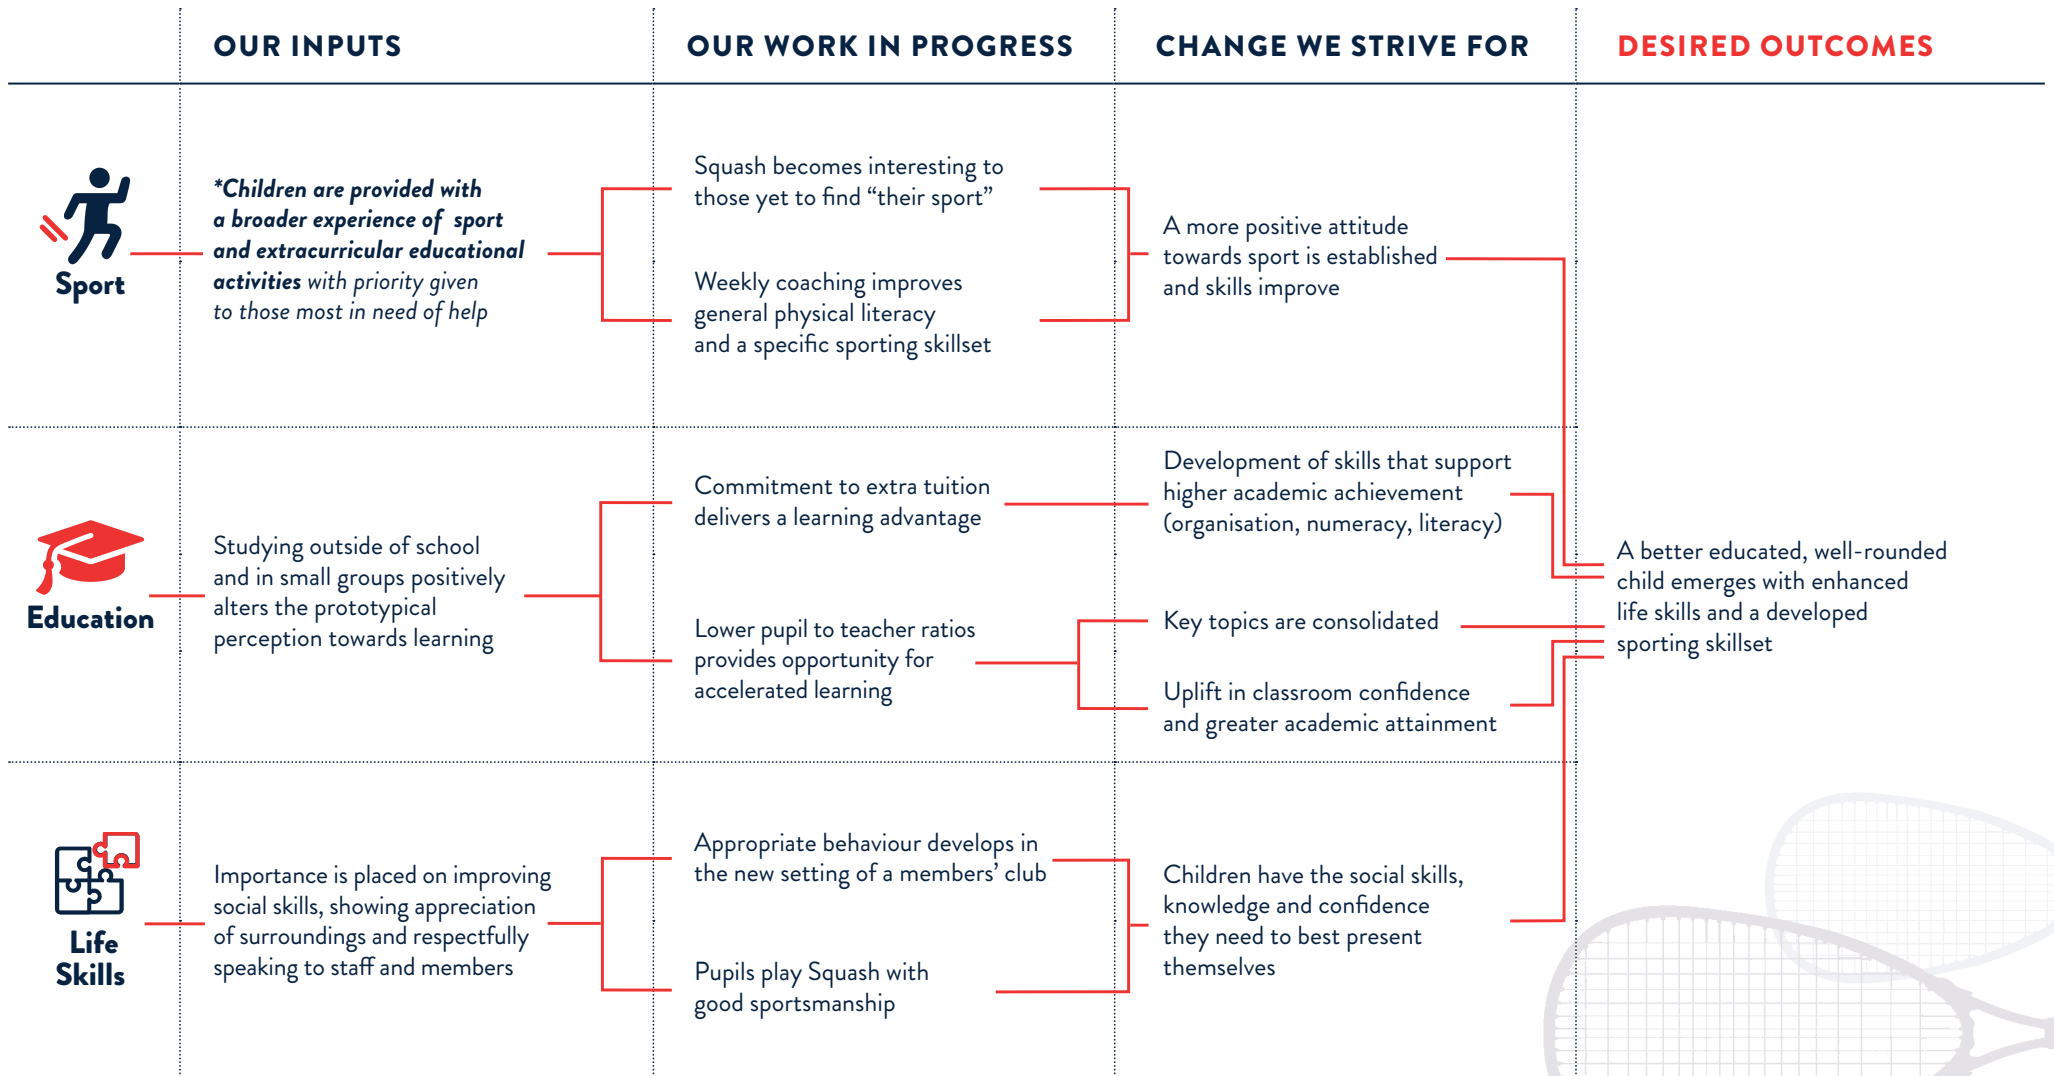 OUR INPUTS
OUR WORK IN PROGRESS
CHANGE WE STRIVE FOR
DESIRED OUTCOMES
Sport
*Children are provided with
a broader experience of sport
and extracurricular educational
activities with priority given
to those most in need of help
Squash becomes interesting to
those yet to find “their sport”
Weekly coaching improves
general physical literacy
and a specific sporting skillset
A more positive attitude
towards sport is established
and skills improve
Education
Studying outside of school
and in small groups positively
alters the prototypical
perception towards learning
Commitment to extra tuition
delivers a learning advantage
Lower pupil to teacher ratios
provides opportunity for
accelerated learning
Development of skills that support
higher academic achievement
(organisation, numeracy, literacy)
Key topics are consolidated
Uplift in classroom confidence
and greater academic attainment
A better educated, well-rounded
child emerges with enhanced
life skills and a developed
sporting skillset
Life
Skills
Importance is placed on improving
social skills, showing appreciation
of surroundings and respectfully
speaking to staff and members
Appropriate behaviour develops in
the new setting of a members’ club
Pupils play Squash with
good sportsmanship
Children have the social skills,
knowledge and confidence
they need to best present
themselves